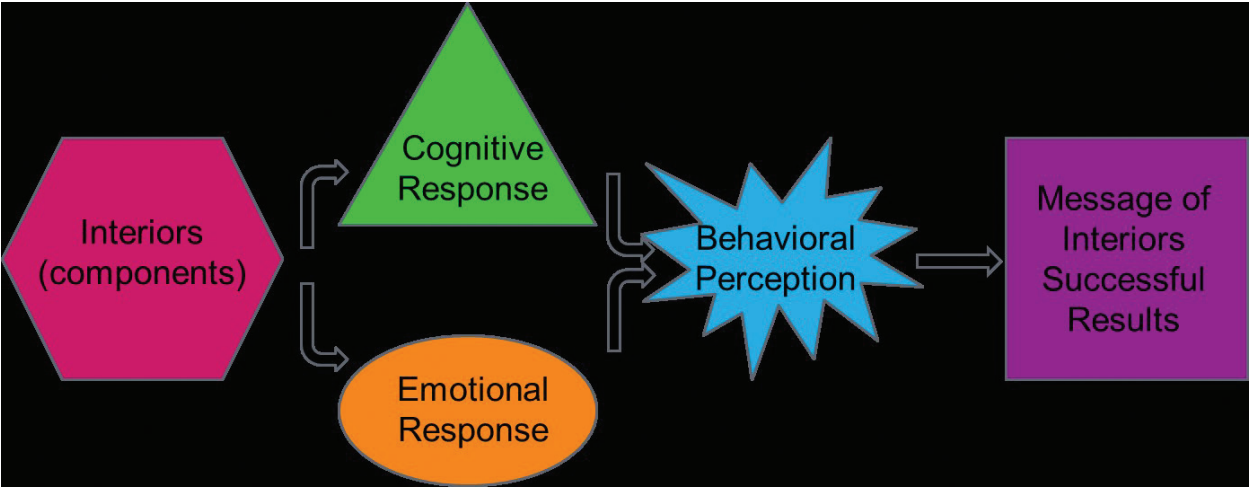 Interiors
(components)
Cognitive
Response
Emotional
Response
Behavioral
Perception
Message of
Interiors
Successful
Results